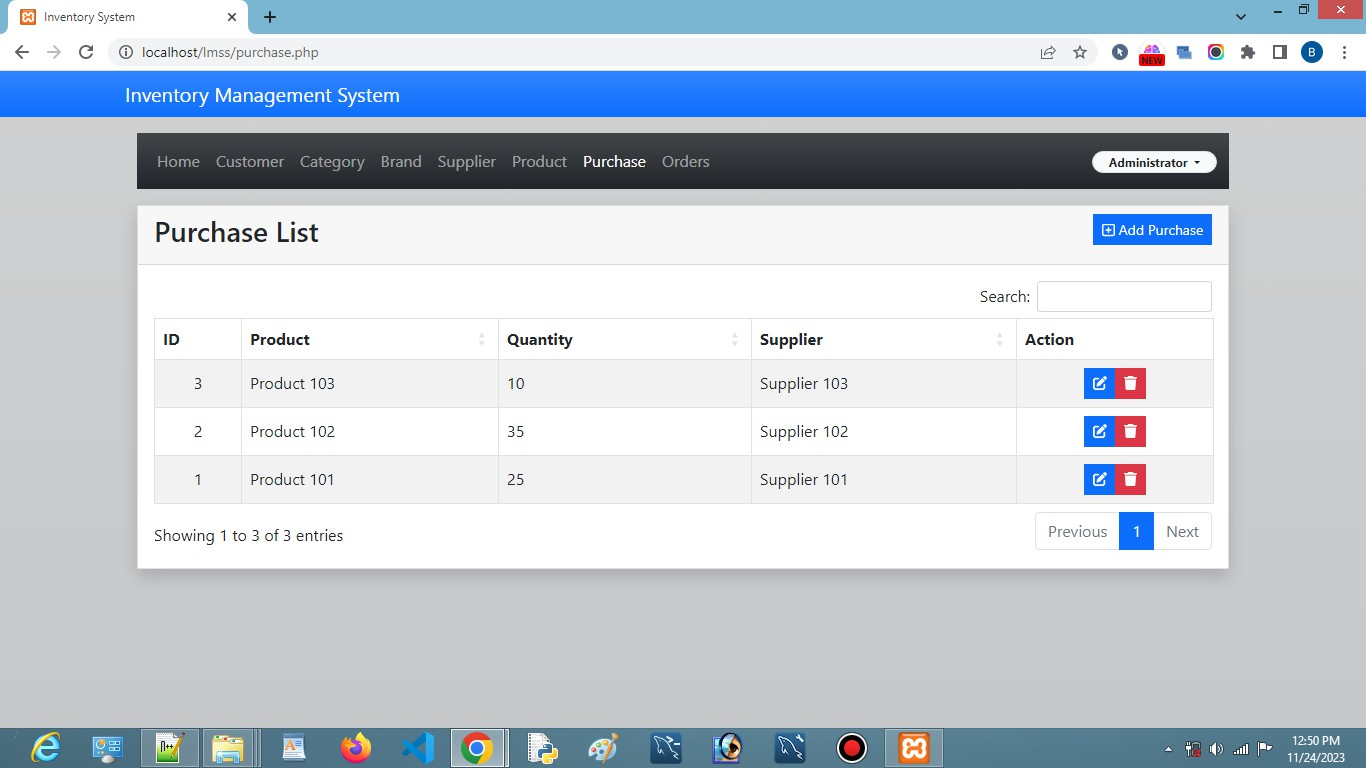 Inventory System
localhost/lmss/purchase.php
NEW
B
Inventory Management System
Home Customer Category Brand Supplier Product Purchase Orders Administrator
Purchase List
Add Purchase
Search:
ID Product Quantity Supplier Action
3 Product 103 10 Supplier 103
2 Product 102 35 Supplier 102
1 Product 101 25 Supplier 101
Showing 1 to 3 of 3 entries
Previous 1 Next
12:50 PM
11/24/2023